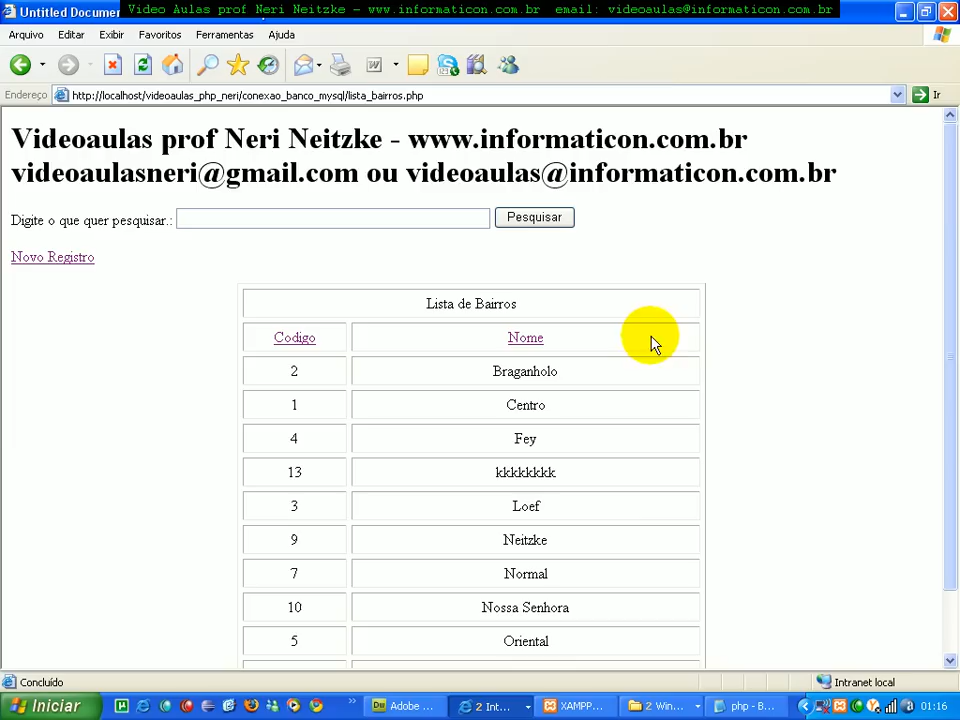 Untitled Documen
Video Aulas prof Neri Neitzke - www.informaticon.com.br email: videoaulas@informaticon.com.br
Arquivo Editar Exibir Favoritos Ferramentas Ajuda
Endereço http://localhost/videoaulas_php_neri/conexao_banco_mysql/lista_bairros.php Ir
Videoaulas prof Neri Neitzke - www.informaticon.com.br
videoaulasneri@gmail.com ou videoaulas@informaticon.com.br
Digite o que quer pesquisar.: Pesquisar
Novo Registro
Lista de Bairros
Codigo Nome
2 Braganholo
1 Centro
4 Fey
13 kkkkkkkk
3 Loef
9 Neitzke
7 Normal
10 Nossa Senhora
5 Oriental
Concluído Intranet local
Iniciar Adobe ... 2 Int... XAMPP... 2 Win... php - B... 01:16